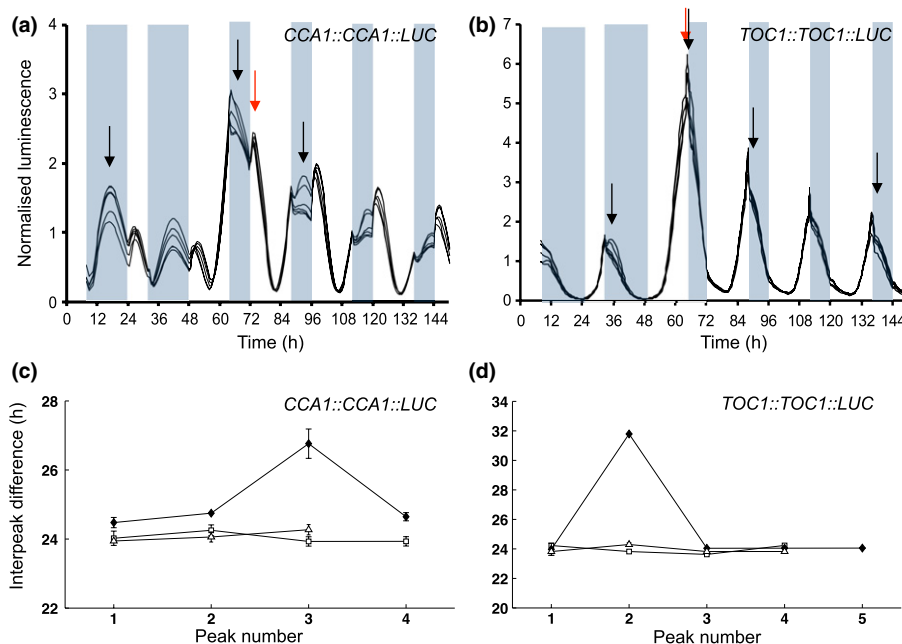 (a)
CCA1::CCA1::LUC
Normalised luminescence
4
3
2
1
0
0 12 24 36 48 60 72 84 96 108 120 132 144
Time (h)
(b)
TOC1::TOC1::LUC
7
6
5
4
3
2
1
0
0 12 24 36 48 60 72 84 96 108 120 132 144
Time (h)
(c)
CCA1::CCA1::LUC
Interpeak difference (h)
28
26
24
22
1 2 3 4
Peak number
(d)
TOC1::TOC1::LUC
34
32
30
28
26
24
22
20
1 2 3 4 5
Peak number